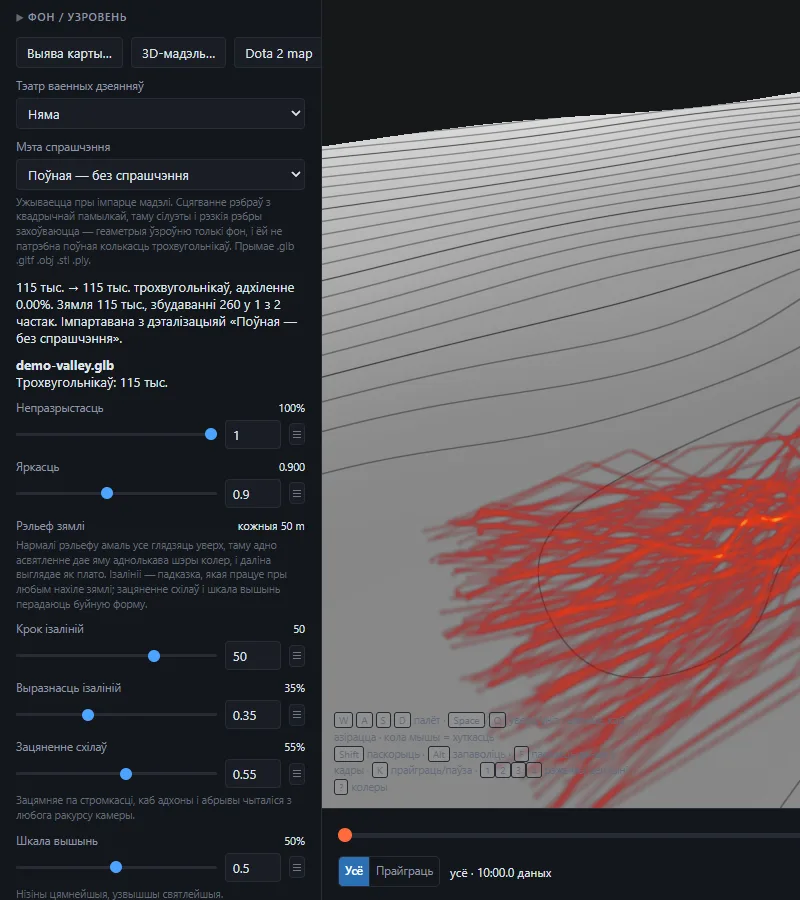 ▶ ФОН / УЗРОВЕНЬ
Выява карты... 3D-мадэль... Dota 2 map
Тэатр ваенных дзеянняў
Няма
Мэта спрашчэння
Поўная — без спрашчэння
Ужываецца пры імпарце мадэлі. Сцягванне рэбраў з
квадрычнай памылкай, таму сілуэты і рэзкія рэбры
захоўваюцца — геаметрыя ўзроўню толькі фон, і ёй не
патрэбна поўная колькасць трохвугольнікаў. Прымае .glb
.gltf .obj .stl .ply.
115 тыс. → 115 тыс. трохвугольнікаў, адхіленне
0.00%. Зямля 115 тыс., збудаванні 260 у 1 з 2
частак. Імпартавана з дэталізацыяй «Поўная —
без спрашчэння».
demo-valley.glb
Трохвугольнікаў: 115 тыс.
Непразрыстасць 100%
1
Яркасць 0.900
0.9
Рэльеф зямлі кожныя 50 m
Нармалі рэльефу амаль усе глядзяць уверх, таму адно
асвятленне дае яму аднолькава шэры колер, і даліна
выглядае як плато. Ізалініі — падказка, якая працуе пры
любым нахіле зямлі; зацяненне схілаў і шкала вышынь
перадаюць буйную форму.
Крок ізаліній 50
50
Выразнасць ізаліній 35%
0.35
Зацяненне схілаў 55%
0.55
Зацямняе па стромкасці, каб адхоны і абрывы чыталіся з
любога ракурсу камеры.
Шкала вышынь 50%
0.5
Нізіны цямнейшыя, узвышшы святлейшыя.
W A S D палёт · Space Q
азірацца · кола мышы = хуткасць
Shift паскорыць · Alt запаволіць · F
кадры · K прайграць/паўза · 1 2 3 4
? колеры
Усё Прайграць усё · 10:00.0 даных